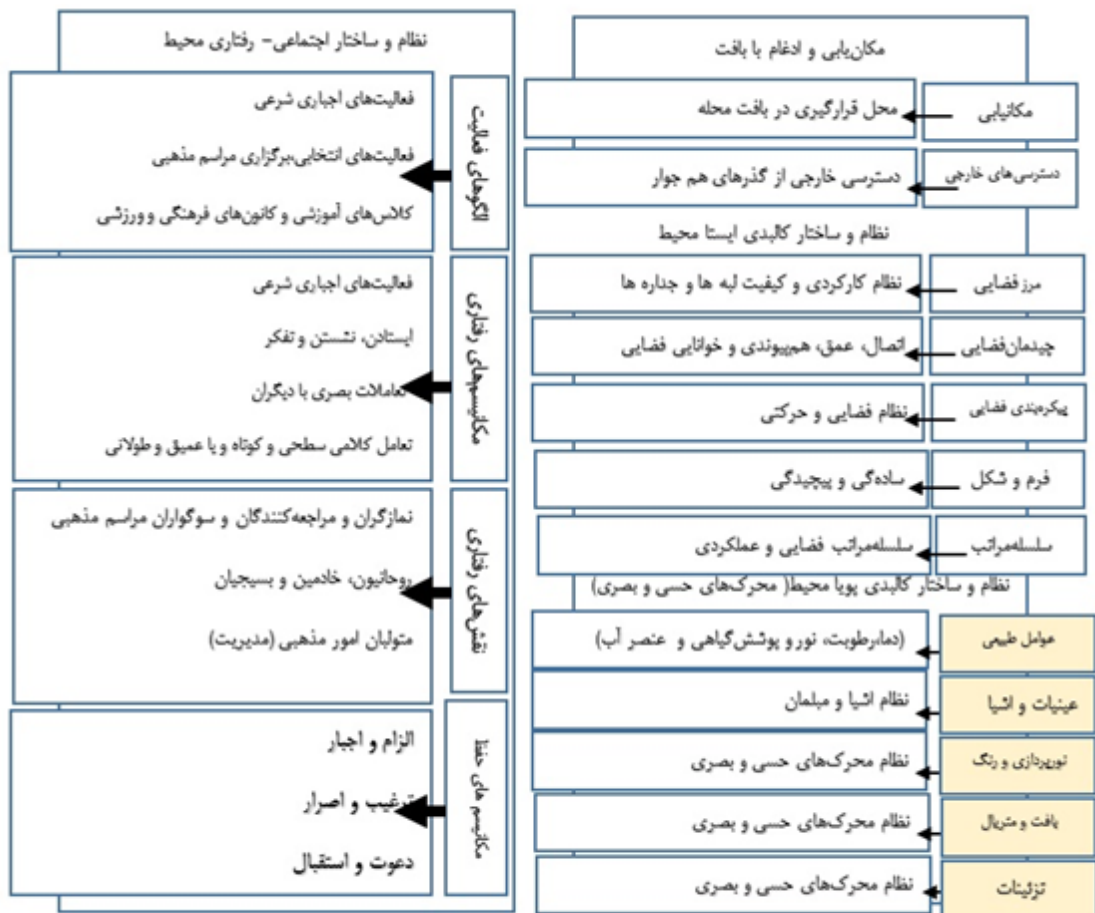 مکان‌یابی و ادغام با بافت
مکانیابی
محل قرارگیری در بافت محله
دسترسی‌های خارجی
دسترسی خارجی از گذرهای هم جوار
نظام و ساختار کالبدی ایستا محیط
مرز فضایی
نظام کارکردی و کیفیت لبه ها و جداره ها
چیدمان‌فضایی
اتصال، عمق، هم‌پیوندی و خوانایی فضایی
پیکره‌بندی فضایی
نظام فضایی و حرکتی
فرم و شکل
ساده‌گی و پیچیدگی
سلسله‌مراتب
سلسله‌مراتب فضایی و عملکردی
نظام و ساختار کالبدی پویا محیط( محرک‌های حسی و بصری)
عوامل طبیعی
(دما،رطوبت، نور و پوشش‌گیاهی و عنصر آب)
عینیات و اشیا
نظام اشیا و مبلمان
نورپردازی و رنگ
نظام محرک‌های حسی و بصری
بافت و متریال
نظام محرک‌های حسی و بصری
تزئینات
نظام محرک‌های حسی و بصری
نظام و ساختار اجتماعی- رفتاری محیط
الگوهای فعالیت
فعالیت‌های اجباری شرعی
فعالیت‌های انتخابی،برگزاری مراسم مذهبی
کلاس‌های آموزشی و کانون‌های فرهنگی و ورزشی
مکانیسم‌های رفتاری
فعالیت‌های اجباری شرعی
ایستادن، نشستن و تفکر
تعاملات بصری با دیگران
تعامل کلامی سطحی و کوتاه و یا عمیق و طولانی
نقش‌های رفتاری
نمازگران و مراجعه‌کنندگان و سوگواران مراسم مذهبی
روحانیون، خادمین و بسیجیان
متولیان امور مذهبی (مدیریت)
مکانیسم های حفظ
الزام و اجبار
ترغیب و اصرار
دعوت و استقبال